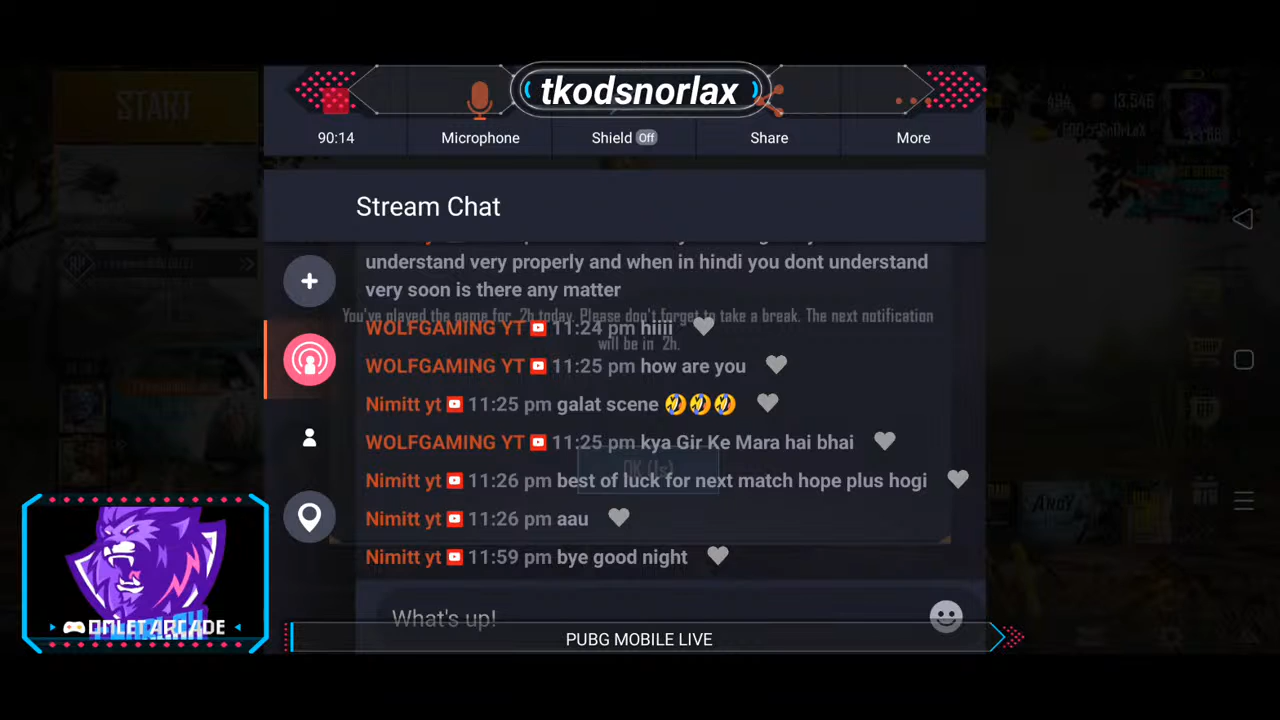 START
tkodsnorlax
494
13,546
90:14
Microphone
Shield Off
Share
More
Stream Chat
understand very properly and when in hindi you dont understand
very soon is there any matter
You've played the game for 2h today. Please don't forget to take a break. The next notification
will be in 2h.
WOLFGAMING YT 11:24 pm hiiii
WOLFGAMING YT 11:25 pm how are you
Nimitt yt 11:25 pm galat scene 🤣🤣🤣
WOLFGAMING YT 11:25 pm kya Gir Ke Mara hai bhai
OK (1s)
Nimitt yt 11:26 pm best of luck for next match hope plus hogi
Nimitt yt 11:26 pm aau
Nimitt yt 11:59 pm bye good night
What's up!
OMLET ARCADE
PUBG MOBILE LIVE